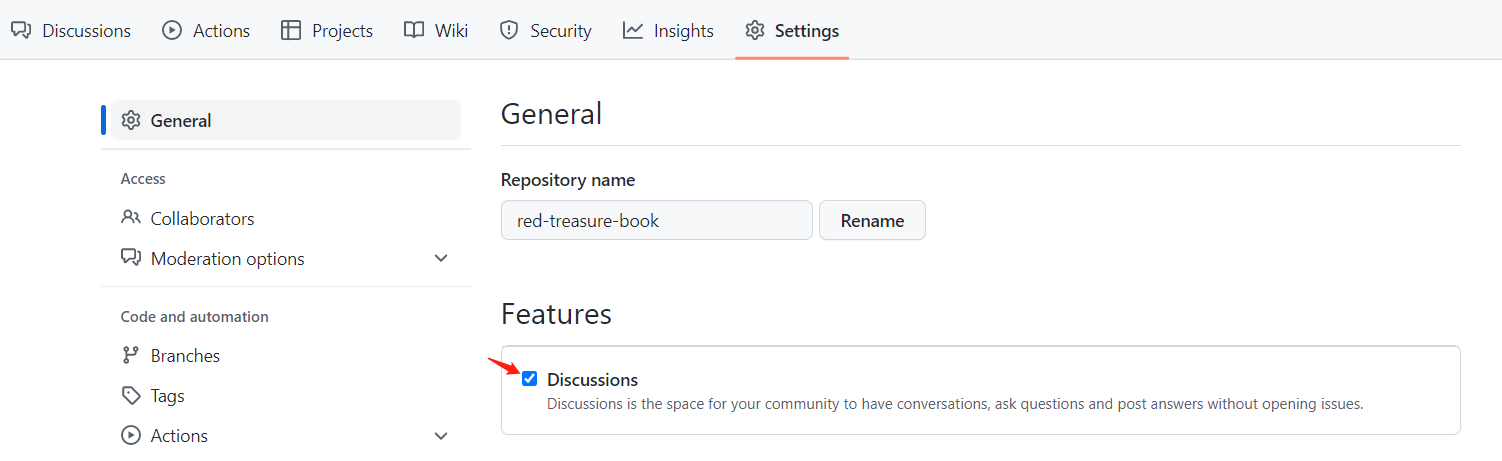 Discussions Actions Projects Wiki Security Insights Settings
General
Access
Collaborators
Moderation options
Code and automation
Branches
Tags
Actions
General
Repository name
red-treasure-book Rename
Features
Discussions
Discussions is the space for your community to have conversations, ask questions and post answers without opening issues.